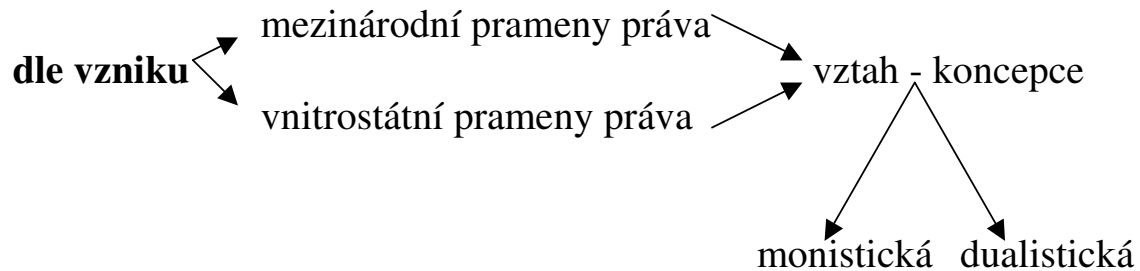 mezinárodní prameny práva
dle vzniku
vztah - koncepce
vnitrostátní prameny práva
monistická dualistická